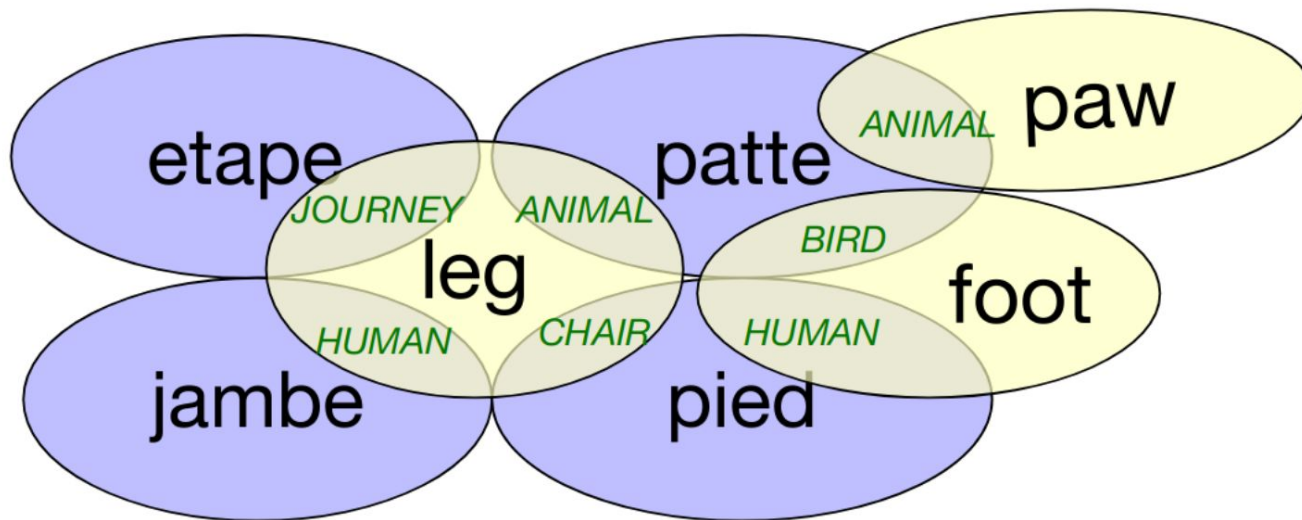 paw
ANIMAL
etape
patte
JOURNEY
ANIMAL
BIRD
leg
foot
HUMAN
CHAIR
HUMAN
jambe
pied